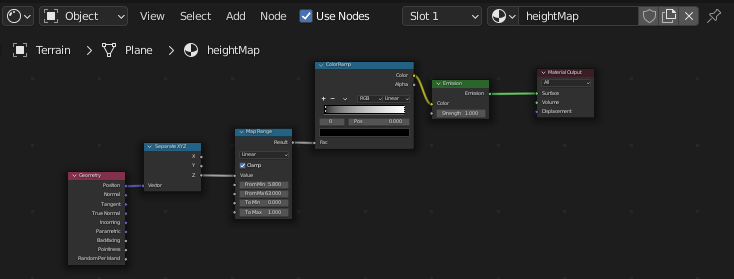 Object View Select Add Node Use Nodes Slot 1 heightMap
Terrain > Plane > heightMap
ColorRamp
Color
Alpha
RGB Linear
0 Pos 0.000
Fac
Emission
Emission
Color
Strength 1.000
Material Output
All
Surface
Volume
Displacement
Map Range
Result
Linear
Clamp
Value
From Min 5.800
From Ma 63.000
To Min 0.000
To Max 1.000
Separate XYZ
X
Y
Z
Vector
Geometry
Position
Normal
Tangent
True Normal
Incoming
Parametric
Backfacing
Pointiness
Random Per Island